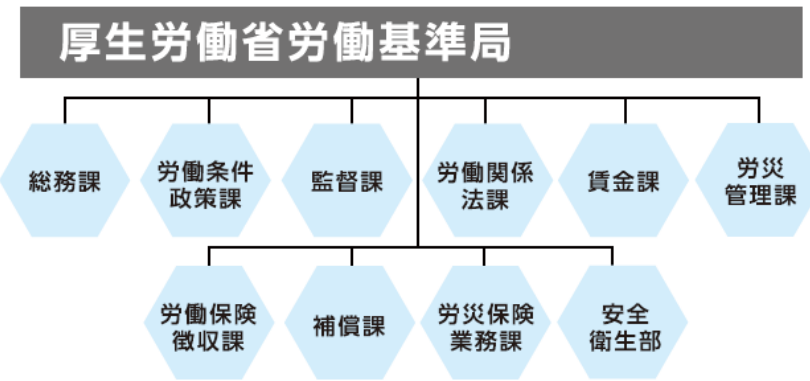 厚生労働省労働基準局
総務課
労働条件
政策課
監督課
労働関係
法課
賃金課
労災
管理課
労働保険
徴収課
補償課
労災保険
業務課
安全
衛生部